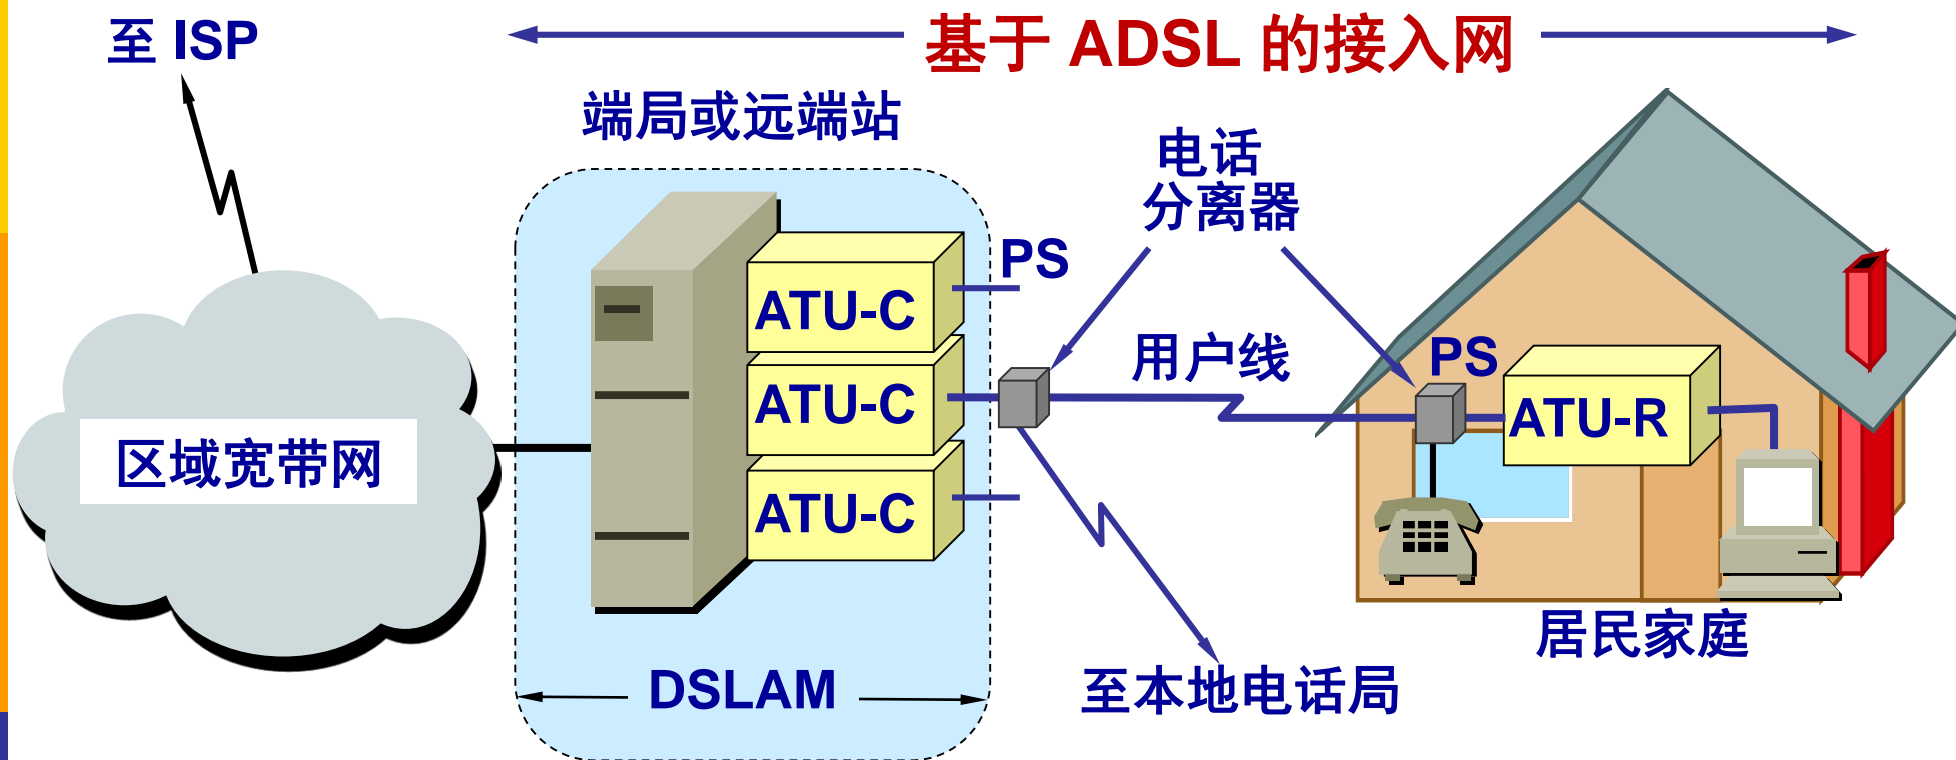 至 ISP
基于 ADSL 的接入网
端局或远端站
电话
分离器
PS
ATU-C
用户线
PS
ATU-C
ATU-R
区域宽带网
ATU-C
居民家庭
DSLAM
至本地电话局